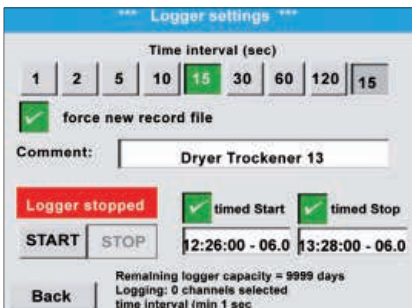 *** Logger settings ***
Time interval (sec)
1 2 5 10 15 30 60 120 15
force new record file
Comment: Dryer Trockener 13
Logger stopped timed Start timed Stop
START STOP 12:26:00 - 06.0 13:28:00 - 06.0
Remaining logger capacity = 9999 days
Back Logging: 0 channels selected
time interval (min 1 sec